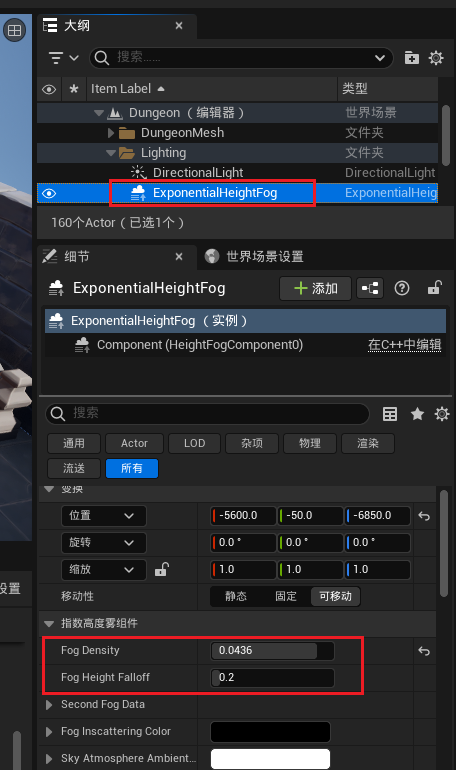 大纲
搜索......
Item Label 类型
Dungeon（编辑器） 世界场景
DungeonMesh 文件夹
Lighting 文件夹
DirectionalLight DirectionalLight
ExponentialHeightFog ExponentialHeig
160个Actor（已选1个）
细节 世界场景设置
ExponentialHeightFog 添加
ExponentialHeightFog （实例）
Component (HeightFogComponent0) 在C++中编辑
搜索
通用 Actor LOD 杂项 物理 渲染
流送 所有
变换
位置 -5600.0 -50.0 -6850.0
旋转 0.0 ° 0.0 ° 0.0 °
设置
缩放 1.0 1.0 1.0
移动性 静态 固定 可移动
指数高度雾组件
Fog Density 0.0436
Fog Height Falloff 0.2
Second Fog Data
Fog Inscattering Color
Sky Atmosphere Ambient...